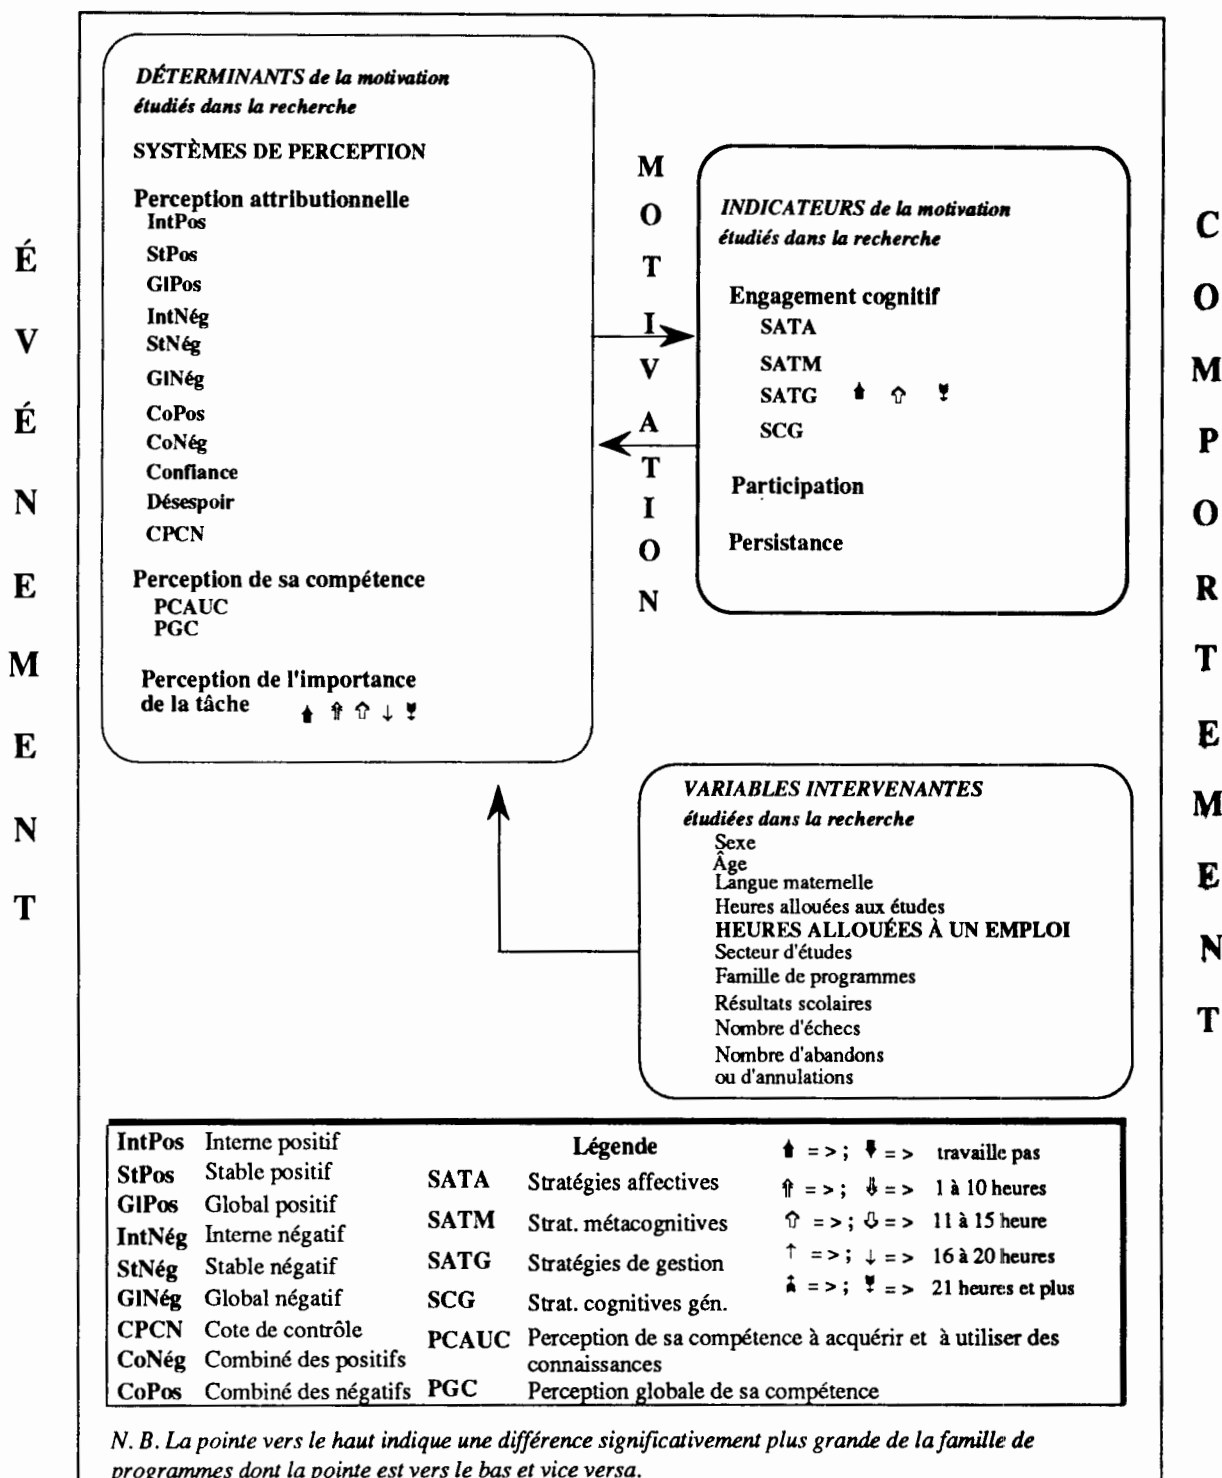 ÉVÉNEMENT
DÉTERMINANTS de la motivation
étudiés dans la recherche
SYSTÈMES DE PERCEPTION
Perception attributionnelle
IntPos
StPos
GlPos
IntNég
StNég
GlNég
CoPos
CoNég
Confiance
Désespoir
CPCN
Perception de sa compétence
PCAUC
PGC
Perception de l'importance
de la tâche
MOTIVATION
INDICATEURS de la motivation
étudiés dans la recherche
Engagement cognitif
SATA
SATM
SATG
SCG
Participation
Persistance
COMPORTEMENT
VARIABLES INTERVENANTES
étudiées dans la recherche
Sexe
Âge
Langue maternelle
Heures allouées aux études
HEURES ALLOUÉES À UN EMPLOI
Secteur d'études
Famille de programmes
Résultats scolaires
Nombre d'échecs
Nombre d'abandons
ou d'annulations
IntPos Interne positif
StPos Stable positif
GlPos Global positif
IntNég Interne négatif
StNég Stable négatif
GlNég Global négatif
CPCN Cote de contrôle
CoNég Combiné des positifs
CoPos Combiné des négatifs
Légende
SATA Stratégies affectives
SATM Strat. métacognitives
SATG Stratégies de gestion
SCG Strat. cognitives gén.
PCAUC Perception de sa compétence à acquérir et à utiliser des
connaissances
PGC Perception globale de sa compétence
= > ; = > travaille pas
⇑ = > ; ⇓ = > 1 à 10 heures
⇧ = > ; ⇩ = > 11 à 15 heure
↑ = > ; ↓ = > 16 à 20 heures
= > ; = > 21 heures et plus
N. B. La pointe vers le haut indique une différence significativement plus grande de la famille de
programmes dont la pointe est vers le bas et vice versa.